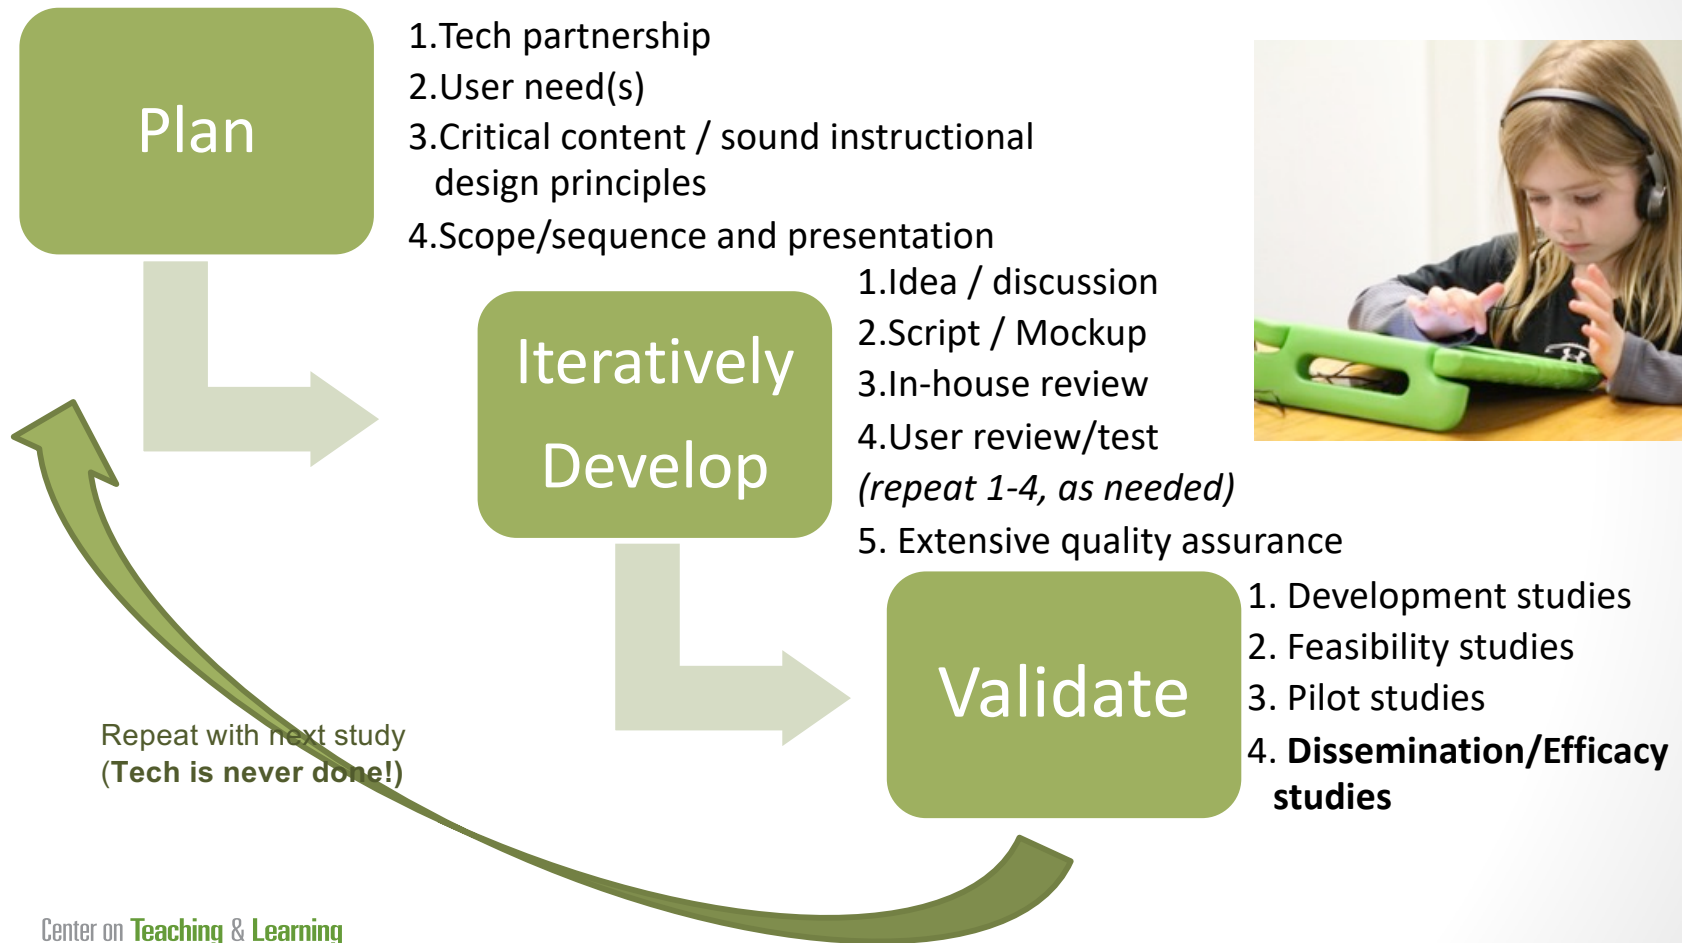 Plan
1.Tech partnership
2.User need(s)
3.Critical content / sound instructional
design principles
4.Scope/sequence and presentation
Iteratively
Develop
1.Idea / discussion
2.Script / Mockup
3.In-house review
4.User review/test
(repeat 1-4, as needed)
5. Extensive quality assurance
Validate
1. Development studies
2. Feasibility studies
3. Pilot studies
4. Dissemination/Efficacy
studies
Repeat with next study
(Tech is never done!)
Center on Teaching & Learning